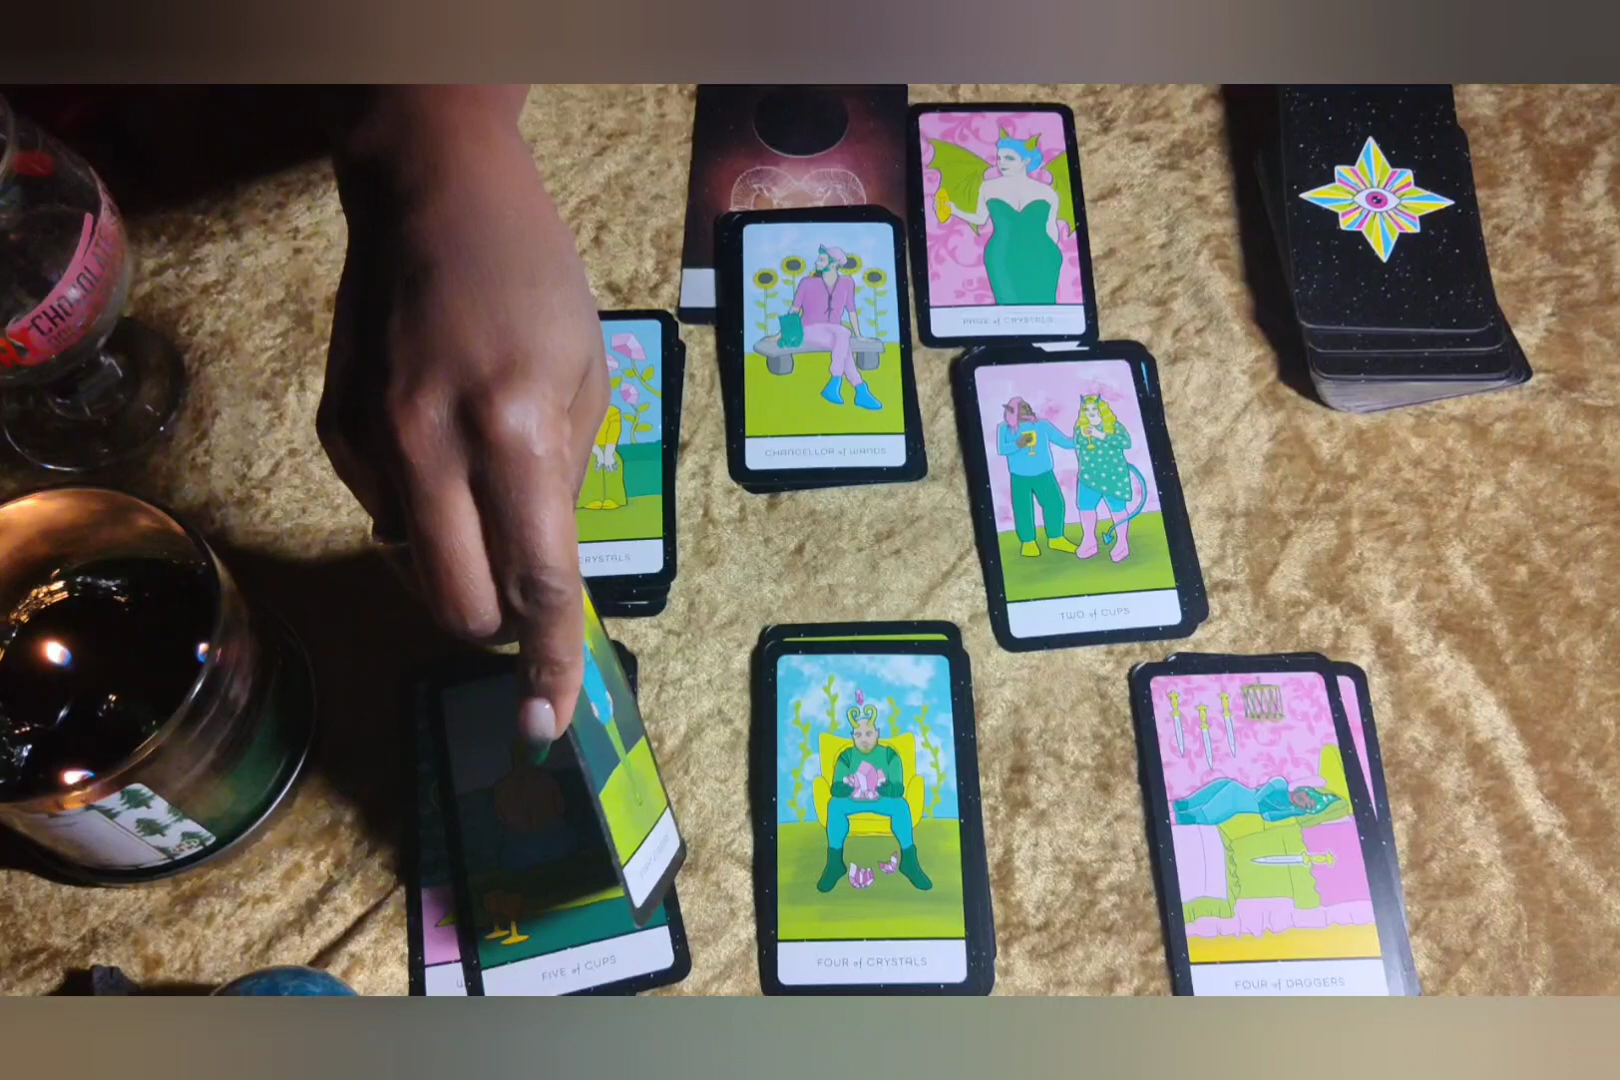 CHOCOLAT
PAGE of CRYSTALS
CHANCELLOR of WANDS
CRYSTALS
TWO of CUPS
FIVE of CUPS
FOUR of CRYSTALS
FOUR of DAGGERS